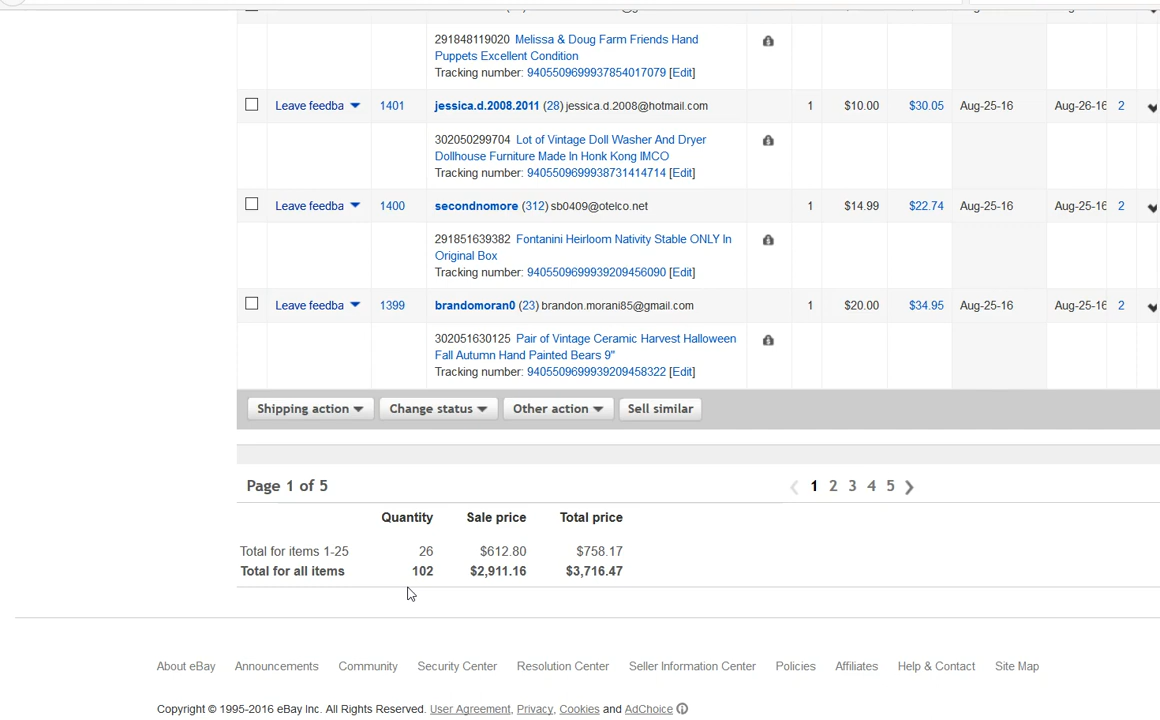 291848119020 Melissa & Doug Farm Friends Hand
Puppets Excellent Condition
Tracking number: 9405509699937854017079 [Edit]
Leave feedba 1401 jessica.d.2008.2011 (28) jessica.d.2008@hotmail.com 1 $10.00 $30.05 Aug-25-16 Aug-26-16 2
302050299704 Lot of Vintage Doll Washer And Dryer
Dollhouse Furniture Made In Honk Kong IMCO
Tracking number: 9405509699938731414714 [Edit]
Leave feedba 1400 secondnomore (312) sb0409@otelco.net 1 $14.99 $22.74 Aug-25-16 Aug-25-16 2
291851639382 Fontanini Heirloom Nativity Stable ONLY In
Original Box
Tracking number: 9405509699939209456090 [Edit]
Leave feedba 1399 brandomoran0 (23) brandon.morani85@gmail.com 1 $20.00 $34.95 Aug-25-16 Aug-25-16 2
302051630125 Pair of Vintage Ceramic Harvest Halloween
Fall Autumn Hand Painted Bears 9"
Tracking number: 9405509699939209458322 [Edit]
Shipping action Change status Other action Sell similar
Page 1 of 5 1 2 3 4 5
Quantity Sale price Total price
Total for items 1-25 26 $612.80 $758.17
Total for all items 102 $2,911.16 $3,716.47
About eBay Announcements Community Security Center Resolution Center Seller Information Center Policies Affiliates Help & Contact Site Map
Copyright © 1995-2016 eBay Inc. All Rights Reserved. User Agreement, Privacy, Cookies and AdChoice